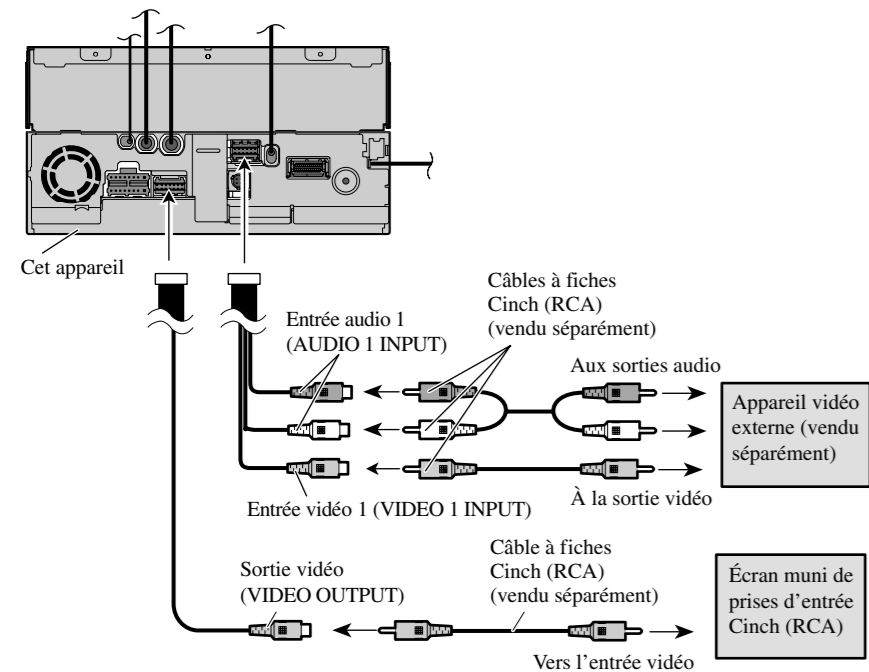 Cet appareil
Câbles à fiches
Cinch (RCA)
(vendu séparément)
Entrée audio 1
(AUDIO 1 INPUT)
Aux sorties audio
Appareil vidéo
externe (vendu
séparément)
À la sortie vidéo
Entrée vidéo 1 (VIDEO 1 INPUT)
Câble à fiches
Cinch (RCA)
(vendu séparément)
Sortie vidéo
(VIDEO OUTPUT)
Écran muni de
prises d'entrée
Cinch (RCA)
Vers l'entrée vidéo